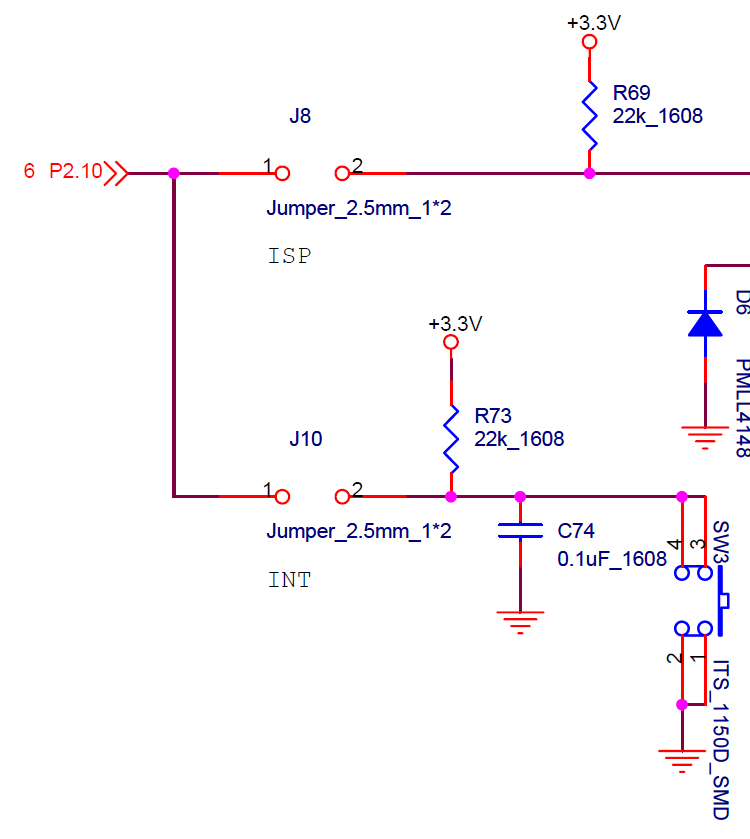 +3.3V
R69
22k_1608
J8
6 P2.10
1
2
Jumper_2.5mm_1*2
ISP
D6
PMLL4148
+3.3V
R73
22k_1608
J10
1
2
Jumper_2.5mm_1*2
INT
C74
0.1uF_1608
4
3
SW3
2
1
ITS_1150D_SMD